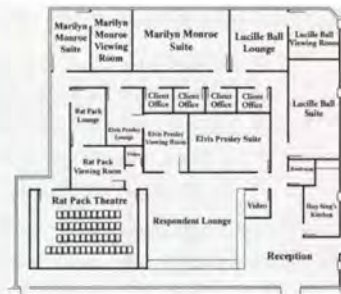 Marilyn
Monroe
Suite
Marilyn
Monroe
Viewing
Room
Marilyn Monroe
Suite
Lucille Ball
Lounge
Lucille Ball
Viewing Room
Client
Office
Client
Office
Client
Office
Client
Office
Lucille Ball
Suite
Rat Pack
Lounge
Elvis Presley
Lounge
Elvis Presley
Viewing Room
Elvis Presley Suite
Video
Rat Pack
Viewing Room
Rat Pack Theatre
Respondent Lounge
Video
Hop Sing's
Kitchen
Reception